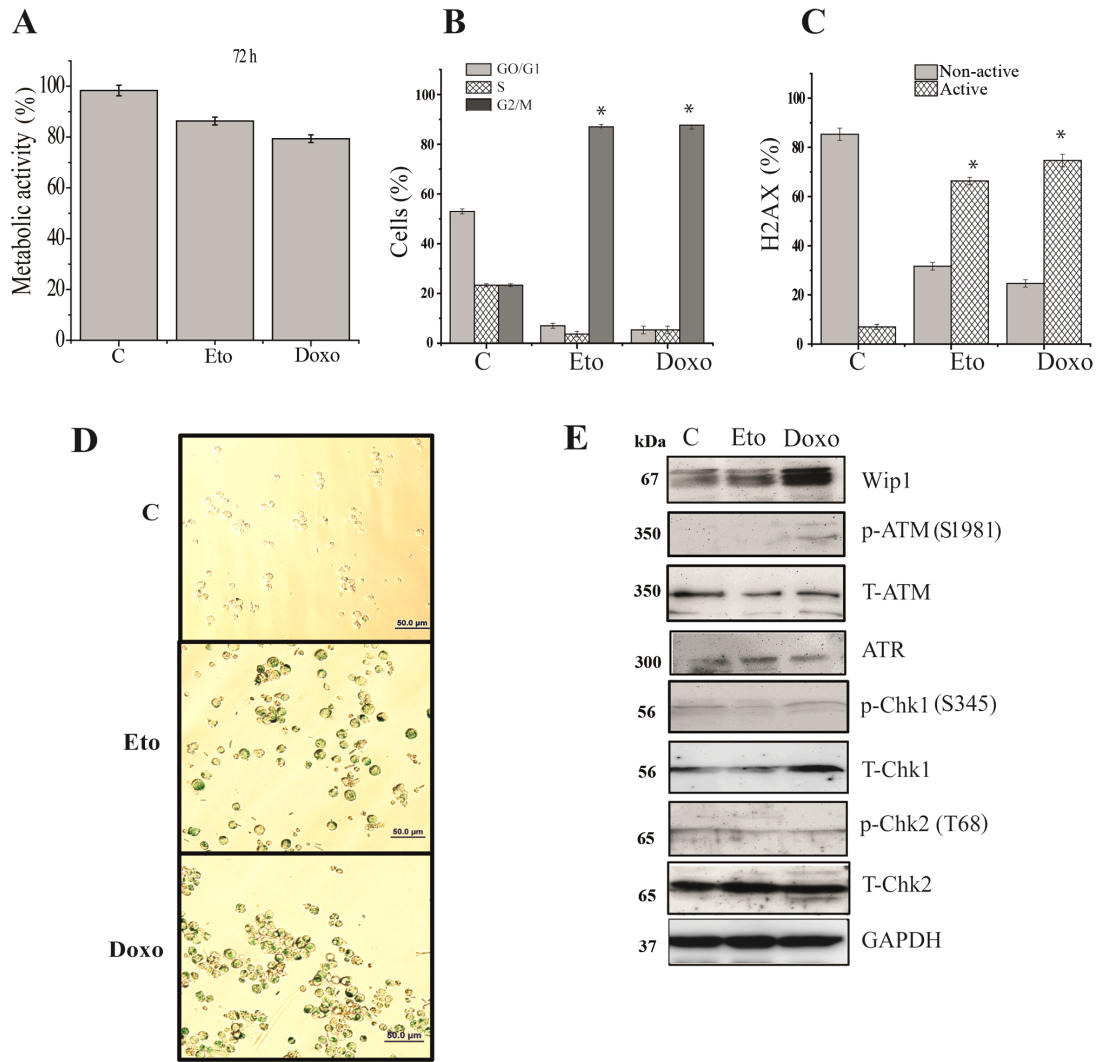 A
72 h
Metabolic activity (%)
100
80
60
40
20
0
C
Eto
Doxo
B
GO/G1
S
G2/M
Cells (%)
100
80
60
40
20
0
*
*
C
Eto
Doxo
C
Non-active
Active
H2AX (%)
100
80
60
40
20
0
*
*
C
Eto
Doxo
D
C
50.0 µm
Eto
50.0 µm
Doxo
50.0 µm
E
kDa C Eto Doxo
67 Wip1
350 p-ATM (S1981)
350 T-ATM
300 ATR
56 p-Chk1 (S345)
56 T-Chk1
65 p-Chk2 (T68)
65 T-Chk2
37 GAPDH